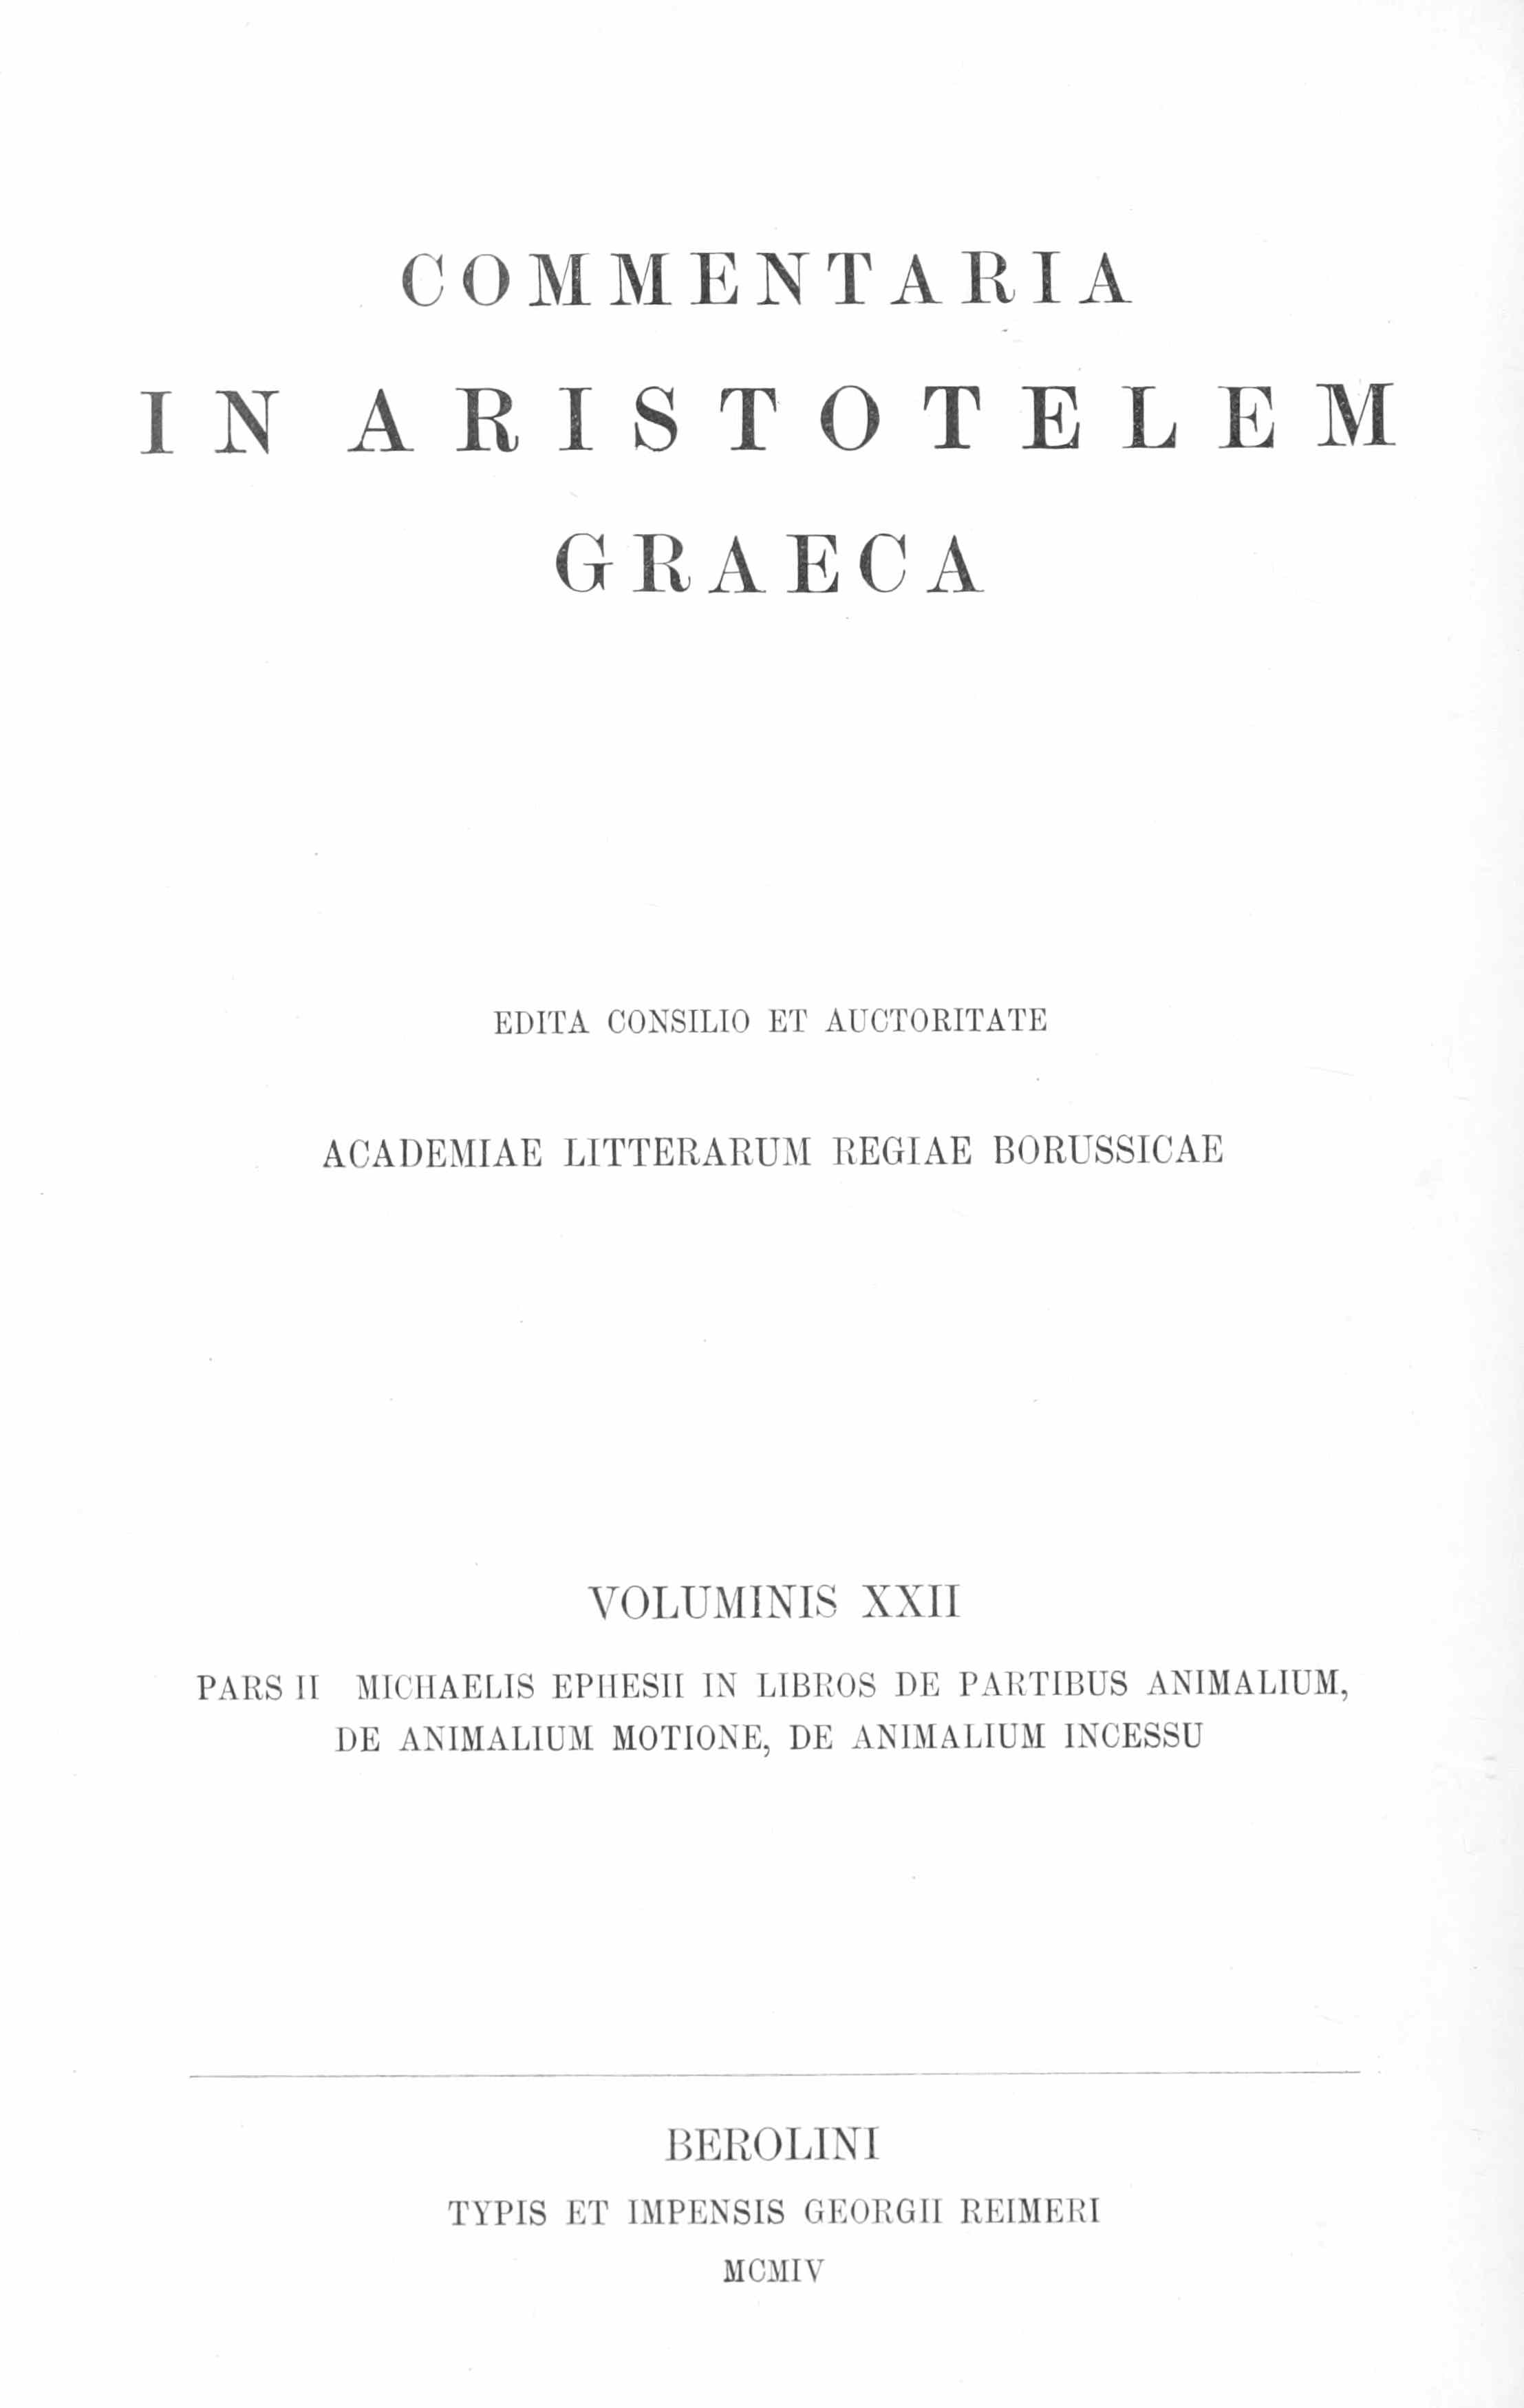 COMMENTARIA
IN ARISTOTELEM
GRAECA
EDITA CONSILIO ET AUCTORITATE
ACADEMIAE LITTERARUM REGIAE BORUSSICAE
VOLUMINIS XXII
PARS II MICHAELIS EPHESII IN LIBROS DE PARTIBUS ANIMALIUM,
DE ANIMALIUM MOTIONE, DE ANIMALIUM INCESSU
BEROLINI
TYPIS ET IMPENSIS GEORGII REIMERI
MCMIV